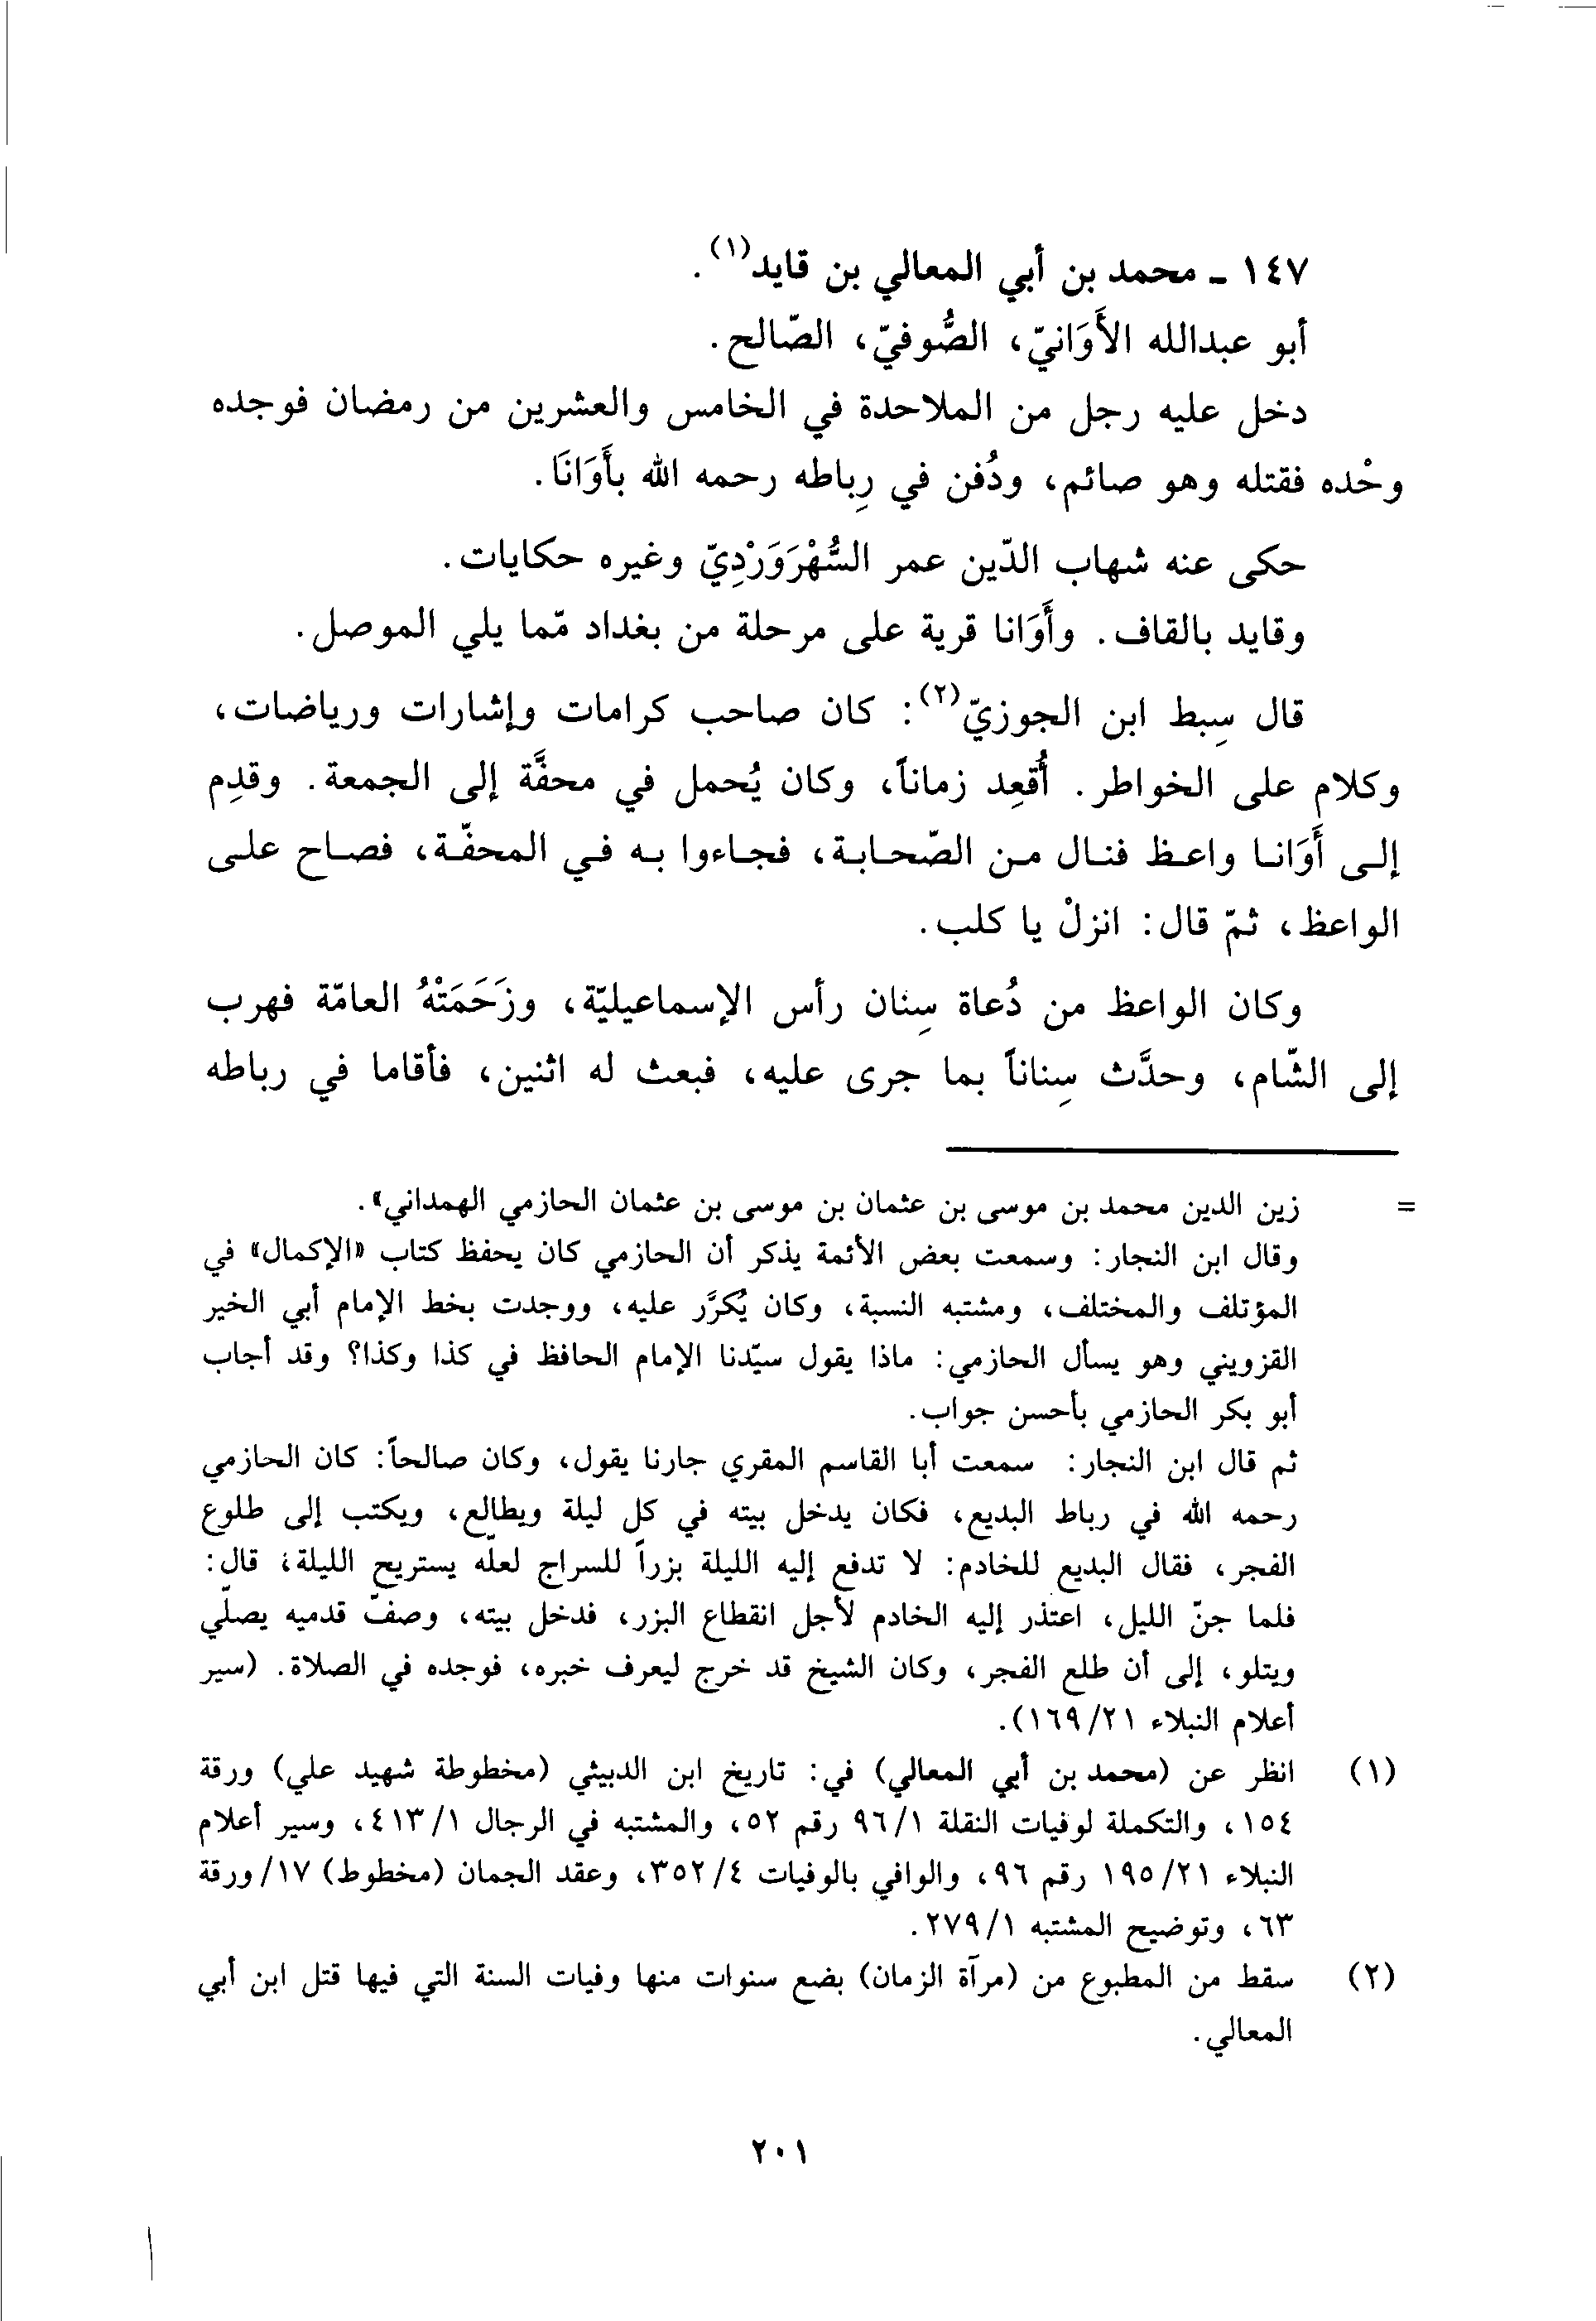 ١٤٧ ـ محمد بن أبي المعالي بن قايد(١).
أبو عبدالله الأَوَانيّ، الصُّوفيّ، الصّالح.
دخل عليه رجل من الملاحدة في الخامس والعشرين من رمضان فوجده
وحْده فقتله وهو صائم، ودُفن في رِباطه رحمه الله بأَوَانَا.
حكى عنه شهاب الدّين عمر السُّهْرَوَرْدِيّ وغيره حكايات.
وقايد بالقاف. وأَوَانا قرية على مرحلة من بغداد مّما يلي الموصل.
قال سِبط ابن الجوزيّ(٢): كان صاحب كرامات وإشارات ورياضات،
وكلام على الخواطر. أُقعِد زماناً، وكان يُحمل في محفَّة إلى الجمعة. وقدِم
إلى أَوَانا واعظ فنال من الصّحابة، فجاءوا به في المحفّة، فصاح على
الواعظ، ثمّ قال: انزلْ يا كلب.
وكان الواعظ من دُعاة سِنان رأس الإسماعيليّة، وزَحَمَتْهُ العامّة فهرب
إلى الشّام، وحدَّث سِناناً بما جرى عليه، فبعث له اثنين، فأقاما في رباطه
= زين الدين محمد بن موسى بن عثمان بن موسى بن عثمان الحازمي الهمداني».
وقال ابن النجار: وسمعت بعض الأئمة يذكر أن الحازمي كان يحفظ كتاب «الإكمال» في
المؤتلف والمختلف، ومشتبه النسبة، وكان يُكرَّر عليه، ووجدت بخط الإمام أبي الخير
القزويني وهو يسأل الحازمي: ماذا يقول سيّدنا الإمام الحافظ في كذا وكذا؟ وقد أجاب
أبو بكر الحازمي بأحسن جواب.
ثم قال ابن النجار: سمعت أبا القاسم المقري جارنا يقول، وكان صالحاً: كان الحازمي
رحمه الله في رباط البديع، فكان يدخل بيته في كل ليلة ويطالع، ويكتب إلى طلوع
الفجر، فقال البديع للخادم: لا تدفع إليه الليلة بزراً للسراج لعلّه يستريح الليلة؛ قال:
فلما جنّ الليل، اعتذر إليه الخادم لأجل انقطاع البزر، فدخل بيته، وصفّ قدميه يصلّي
ويتلو، إلى أن طلع الفجر، وكان الشيخ قد خرج ليعرف خبره، فوجده في الصلاة. (سير
أعلام النبلاء ٢١/١٦٩).
(١) انظر عن (محمد بن أبي المعالي) في: تاريخ ابن الدبيثي (مخطوطة شهيد علي) ورقة
١٥٤، والتكملة لوفيات النقلة ١/٩٦ رقم ٥٢، والمشتبه في الرجال ١/٤١٣، وسير أعلام
النبلاء ٢١/١٩٥ رقم ٩٦، والوافي بالوفيات ٤/٣٥٢، وعقد الجمان (مخطوط) ١٧/ورقة
٦٣، وتوضيح المشتبه ١/٢٧٩.
(٢) سقط من المطبوع من (مرآة الزمان) بضع سنوات منها وفيات السنة التي فيها قتل ابن أبي
المعالي.
٢٠١